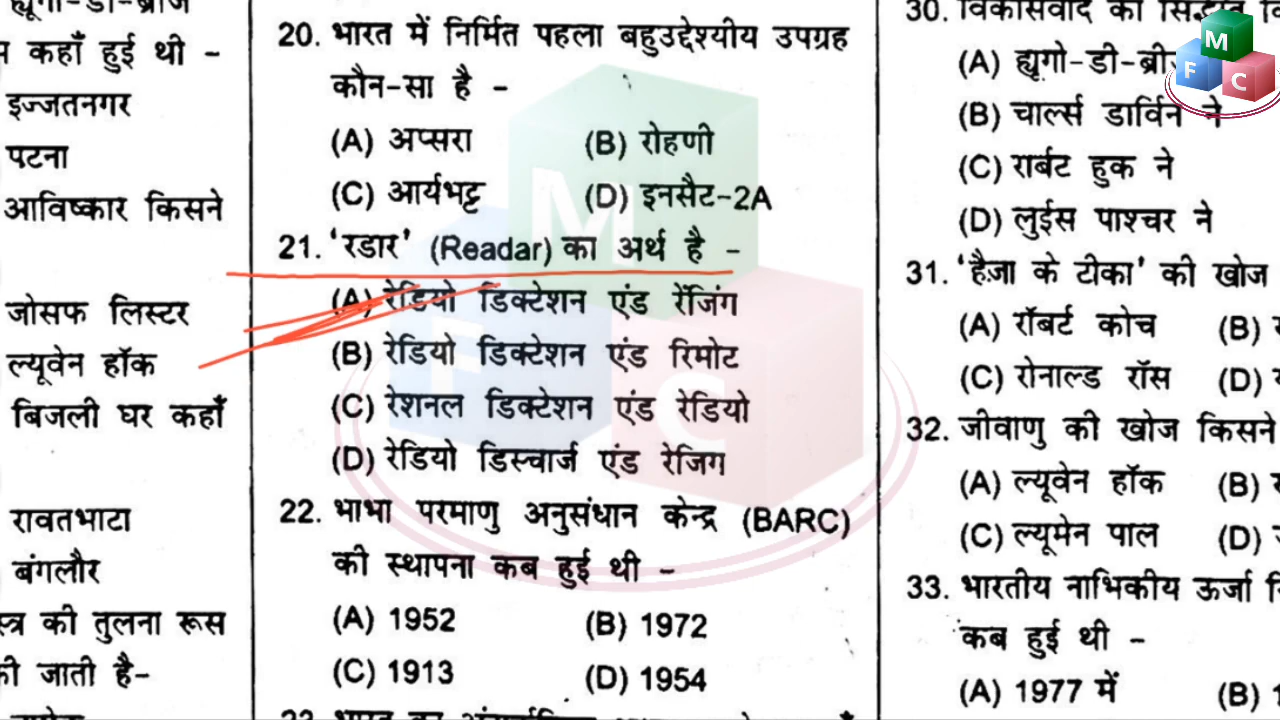 कहाँ हुई थी -
इज्जतनगर
पटना
आविष्कार किसने
जोसफ लिस्टर
ल्यूवेन हॉक
बिजली घर कहाँ
रावतभाटा
बंगलौर
की तुलना रूस
की जाती है-
20. भारत में निर्मित पहला बहुउद्देश्यीय उपग्रह
कौन-सा है -
(A) अप्सरा (B) रोहणी
(C) आर्यभट्ट (D) इनसैट-2A
21. 'रडार' (Readar) का अर्थ है -
(A) रेडियो डिक्टेशन एंड रेंजिंग
(B) रेडियो डिक्टेशन एंड रिमोट
(C) रेशनल डिक्टेशन एंड रेडियो
(D) रेडियो डिस्चार्ज एंड रेजिग
22. भाभा परमाणु अनुसंधान केन्द्र (BARC)
की स्थापना कब हुई थी -
(A) 1952 (B) 1972
(C) 1913 (D) 1954
30. विकासवाद का सिद्धांत
(A) ह्यूगो-डी-ब्रीज
(B) चार्ल्स डार्विन ने
(C) रार्बट हुक ने
(D) लुईस पाश्चर ने
31. 'हैज़ा के टीका' की खोज
(A) रॉबर्ट कोच (B)
(C) रोनाल्ड रॉस (D)
32. जीवाणु की खोज किसने
(A) ल्यूवेन हॉक (B)
(C) ल्यूमेन पाल (D)
33. भारतीय नाभिकीय ऊर्जा
कब हुई थी -
(A) 1977 में (B)
M
F C
M
F C